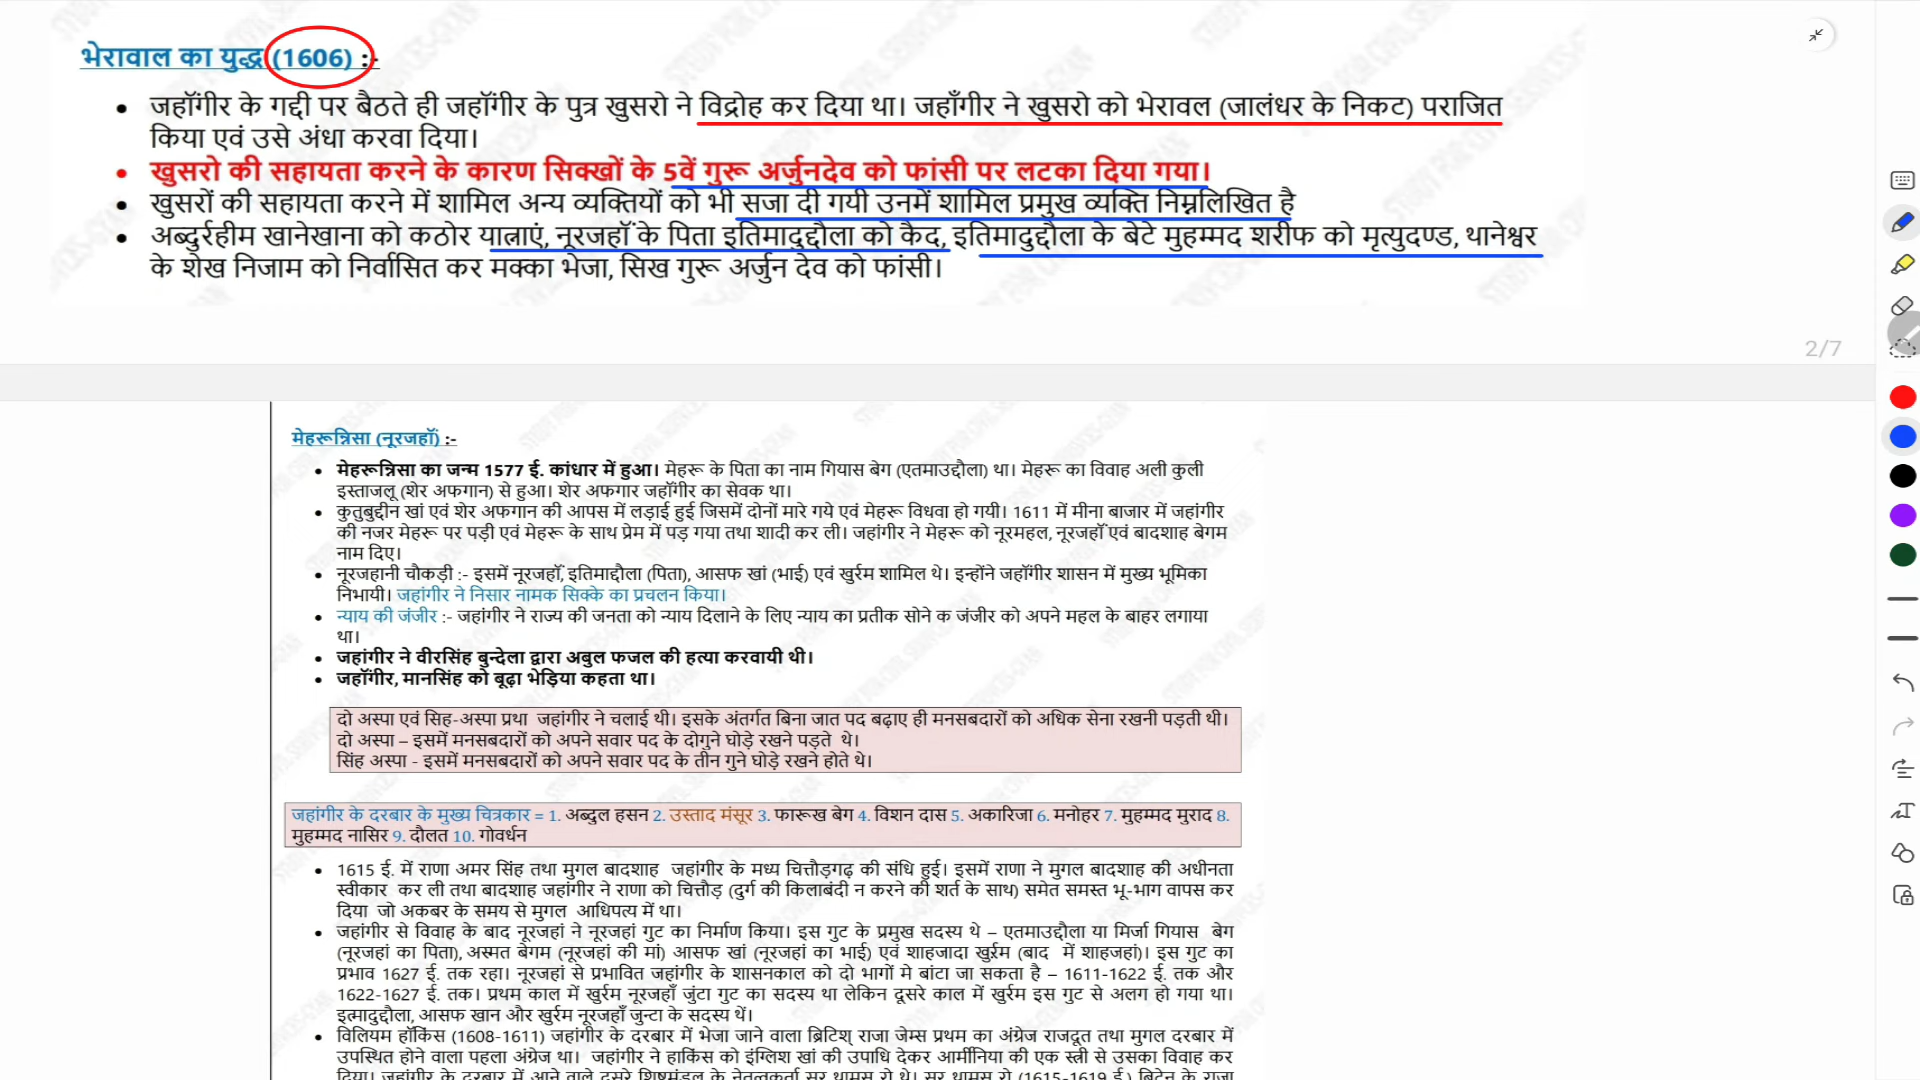 भेरावाल का युद्ध (1606) :-
• जहॉंगीर के गद्दी पर बैठते ही जहॉंगीर के पुत्र खुसरो ने विद्रोह कर दिया था। जहाँगीर ने खुसरो को भेरावल (जालंधर के निकट) पराजित
किया एवं उसे अंधा करवा दिया।
• खुसरो की सहायता करने के कारण सिक्खों के 5वें गुरू अर्जुनदेव को फांसी पर लटका दिया गया।
• खुसरों की सहायता करने में शामिल अन्य व्यक्तियों को भी सजा दी गयी उनमें शामिल प्रमुख व्यक्ति निम्नलिखित है
• अब्दुर्रहीम खानेखाना को कठोर यात्नाएं, नूरजहॉ के पिता इतिमादुद्दौला को कैद, इतिमादुद्दौला के बेटे मुहम्मद शरीफ को मृत्युदण्ड, थानेश्वर
के शेख निजाम को निर्वासित कर मक्का भेजा, सिख गुरू अर्जुन देव को फांसी।
2/7
मेहरून्निसा (नूरजहॉ) :-
• मेहरून्निसा का जन्म 1577 ई. कांधार में हुआ। मेहरू के पिता का नाम गियास बेग (एतमाउद्दौला) था। मेहरू का विवाह अली कुली
इस्ताजलू (शेर अफगान) से हुआ। शेर अफगार जहॉगीर का सेवक था।
• कुतुबुद्दीन खां एवं शेर अफगान की आपस में लड़ाई हुई जिसमें दोनों मारे गये एवं मेहरू विधवा हो गयी। 1611 में मीना बाजार में जहांगीर
की नजर मेहरू पर पड़ी एवं मेहरू के साथ प्रेम में पड़ गया तथा शादी कर ली। जहांगीर ने मेहरू को नूरमहल, नूरजहॉ एवं बादशाह बेगम
नाम दिए।
• नूरजहानी चौकड़ी :- इसमें नूरजहॉ, इतिमाद्दौला (पिता), आसफ खां (भाई) एवं खुर्रम शामिल थे। इन्होंने जहॉगीर शासन में मुख्य भूमिका
निभायी। जहांगीर ने निसार नामक सिक्के का प्रचलन किया।
• न्याय की जंजीर :- जहांगीर ने राज्य की जनता को न्याय दिलाने के लिए न्याय का प्रतीक सोने क जंजीर को अपने महल के बाहर लगाया
था।
• जहांगीर ने वीरसिंह बुन्देला द्वारा अबुल फजल की हत्या करवायी थी।
• जहॉगीर, मानसिंह को बूढ़ा भेड़िया कहता था।
दो अस्पा एवं सिह-अस्पा प्रथा जहांगीर ने चलाई थी। इसके अंतर्गत बिना जात पद बढ़ाए ही मनसबदारों को अधिक सेना रखनी पड़ती थी।
दो अस्पा – इसमें मनसबदारों को अपने सवार पद के दोगुने घोड़े रखने पड़ते थे।
सिंह अस्पा - इसमें मनसबदारों को अपने सवार पद के तीन गुने घोड़े रखने होते थे।
जहांगीर के दरबार के मुख्य चित्रकार = 1. अब्दुल हसन 2. उस्ताद मंसूर 3. फारूख बेग 4. विशन दास 5. अकारिजा 6. मनोहर 7. मुहम्मद मुराद 8.
मुहम्मद नासिर 9. दौलत 10. गोवर्धन
• 1615 ई. में राणा अमर सिंह तथा मुगल बादशाह जहांगीर के मध्य चित्तौड़गढ़ की संधि हुई। इसमें राणा ने मुगल बादशाह की अधीनता
स्वीकार कर ली तथा बादशाह जहांगीर ने राणा को चित्तौड़ (दुर्ग की किलाबंदी न करने की शर्त के साथ) समेत समस्त भू-भाग वापस कर
दिया जो अकबर के समय से मुगल आधिपत्य में था।
• जहांगीर से विवाह के बाद नूरजहां ने नूरजहां गुट का निर्माण किया। इस गुट के प्रमुख सदस्य थे – एतमाउद्दौला या मिर्जा गियास बेग
(नूरजहां का पिता), अस्मत बेगम (नूरजहां की मां) आसफ खां (नूरजहां का भाई) एवं शाहजादा खुर्रम (बाद में शाहजहां)। इस गुट का
प्रभाव 1627 ई. तक रहा। नूरजहां से प्रभावित जहांगीर के शासनकाल को दो भागों मे बांटा जा सकता है – 1611-1622 ई. तक और
1622-1627 ई. तक। प्रथम काल में खुर्रम नूरजहाँ जुंटा गुट का सदस्य था लेकिन दूसरे काल में खुर्रम इस गुट से अलग हो गया था।
इत्मादुद्दौला, आसफ खान और खुर्रम नूरजहाँ जुन्टा के सदस्य थें।
• विलियम हॉकिंस (1608-1611) जहांगीर के दरबार में भेजा जाने वाला ब्रिटिश् राजा जेम्स प्रथम का अंग्रेज राजदूत तथा मुगल दरबार में
उपस्थित होने वाला पहला अंग्रेज था। जहांगीर ने हाकिंस को इंग्लिश खां की उपाधि देकर आर्मीनिया की एक स्त्री से उसका विवाह कर
दिया। जहांगीर के दरबार में आने वाले दूसरे शिष्टमंडल के नेतृत्वकर्ता सर थामस रो थे। सर थामस रो (1615-1619 ई.) ब्रिटेन के राजा